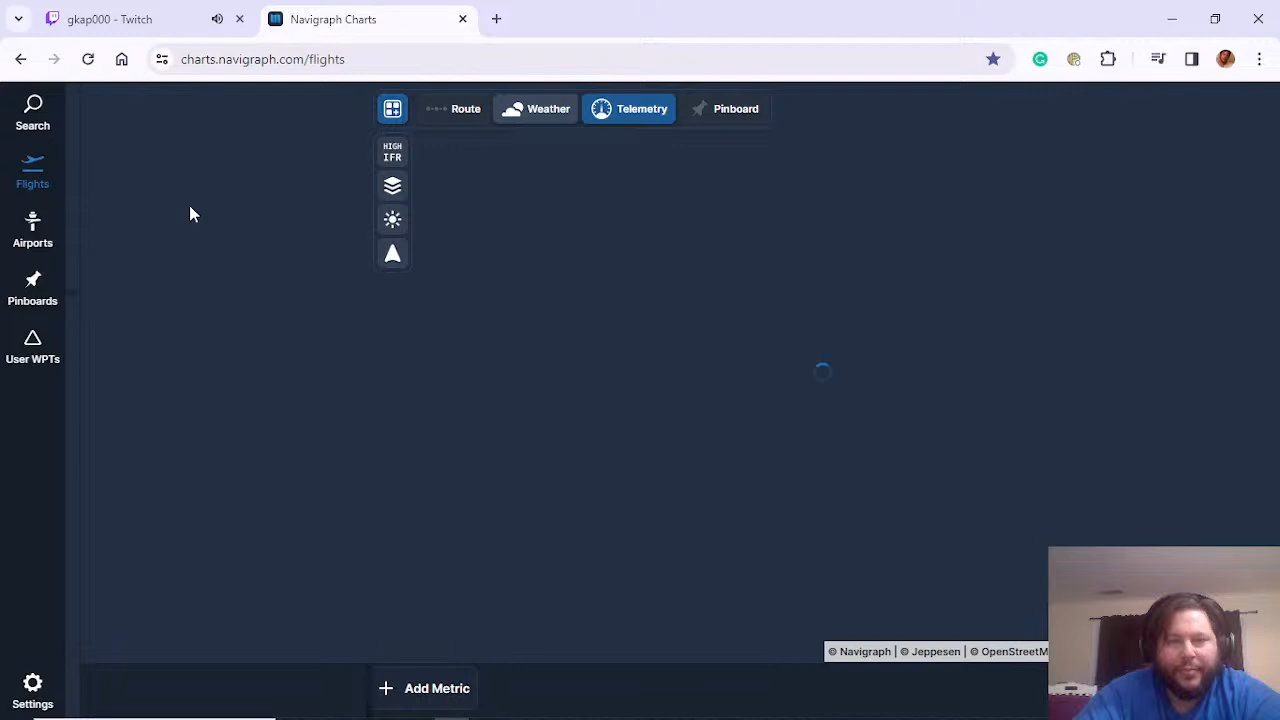 gkap000 - Twitch
Navigraph Charts
charts.navigraph.com/flights
Search
Flights
Airports
Pinboards
User WPTs
Settings
Route
Weather
Telemetry
Pinboard
HIGH
IFR
© Navigraph | © Jeppesen | © OpenStreetM
Add Metric